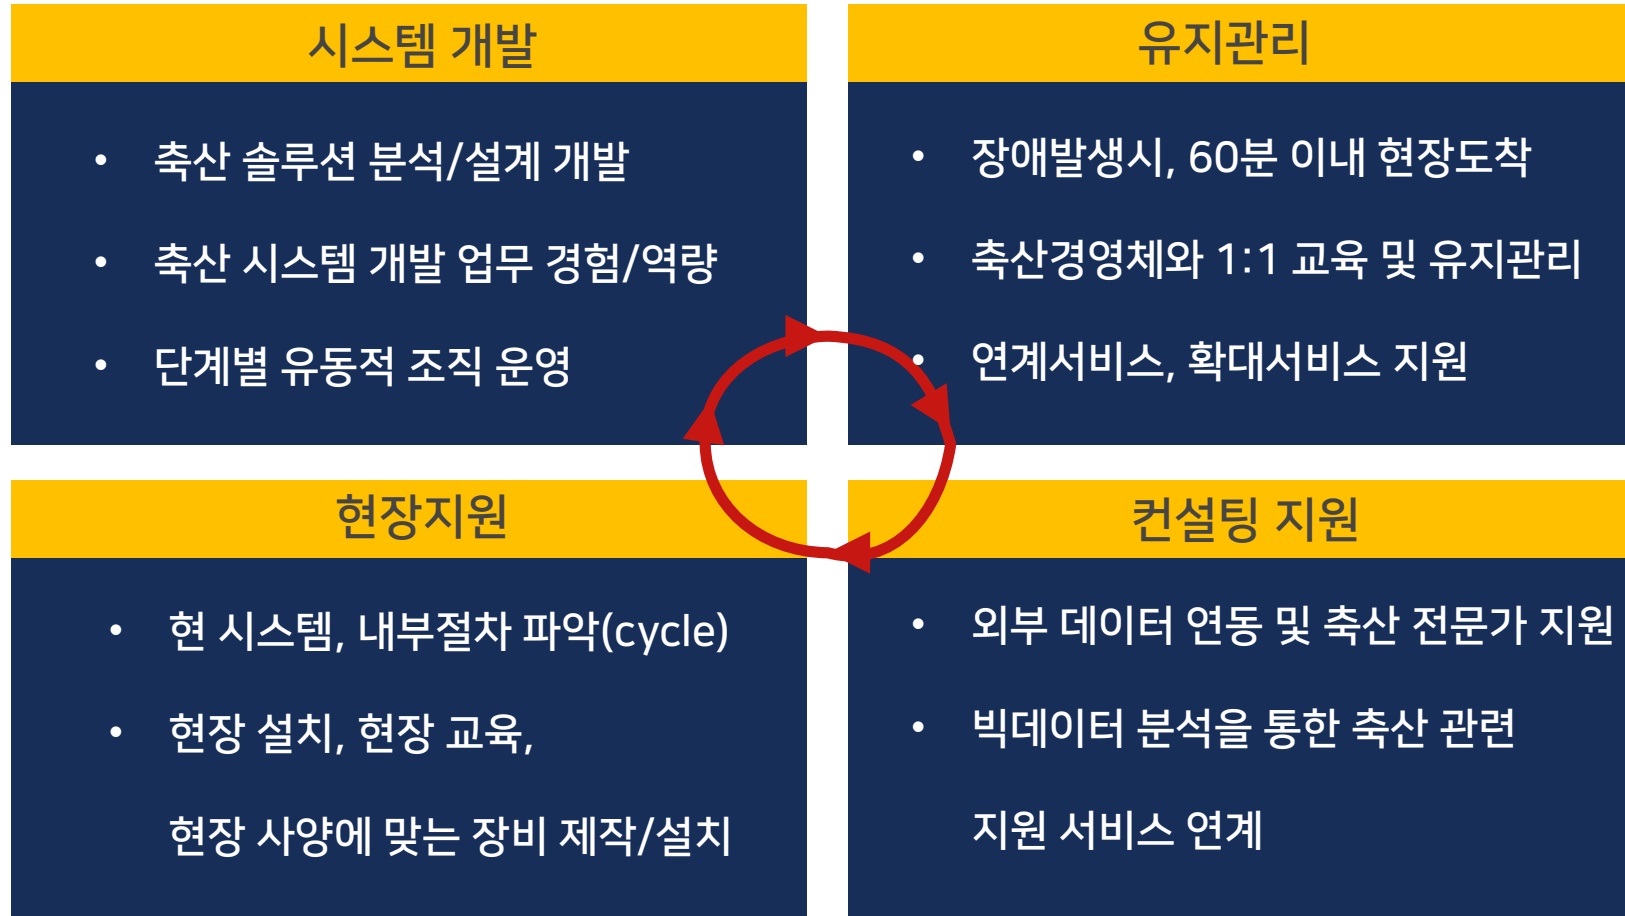 시스템 개발
• 축산 솔루션 분석/설계 개발
• 축산 시스템 개발 업무 경험/역량
• 단계별 유동적 조직 운영
유지관리
• 장애발생시, 60분 이내 현장도착
• 축산경영체와 1:1 교육 및 유지관리
• 연계서비스, 확대서비스 지원
현장지원
• 현 시스템, 내부절차 파악(cycle)
• 현장 설치, 현장 교육,
현장 사양에 맞는 장비 제작/설치
컨설팅 지원
• 외부 데이터 연동 및 축산 전문가 지원
• 빅데이터 분석을 통한 축산 관련
지원 서비스 연계